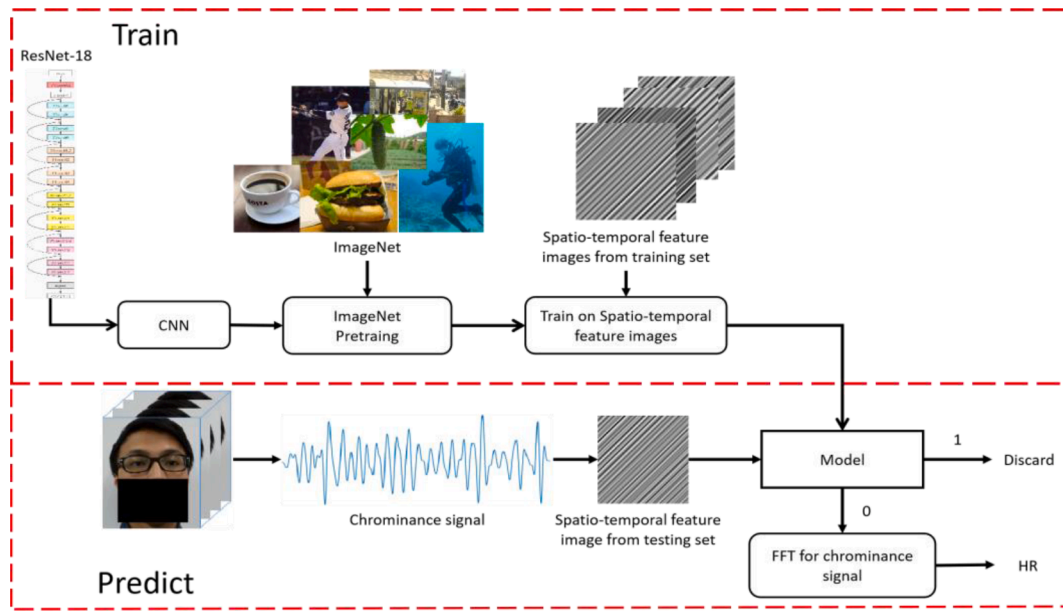 Train
ResNet-18
ImageNet
Spatio-temporal feature
images from training set
CNN
ImageNet
Pretraing
Train on Spatio-temporal
feature images
Model
1
Discard
0
Chrominance signal
Spatio-temporal feature
image from testing set
FFT for chrominance
signal
HR
Predict